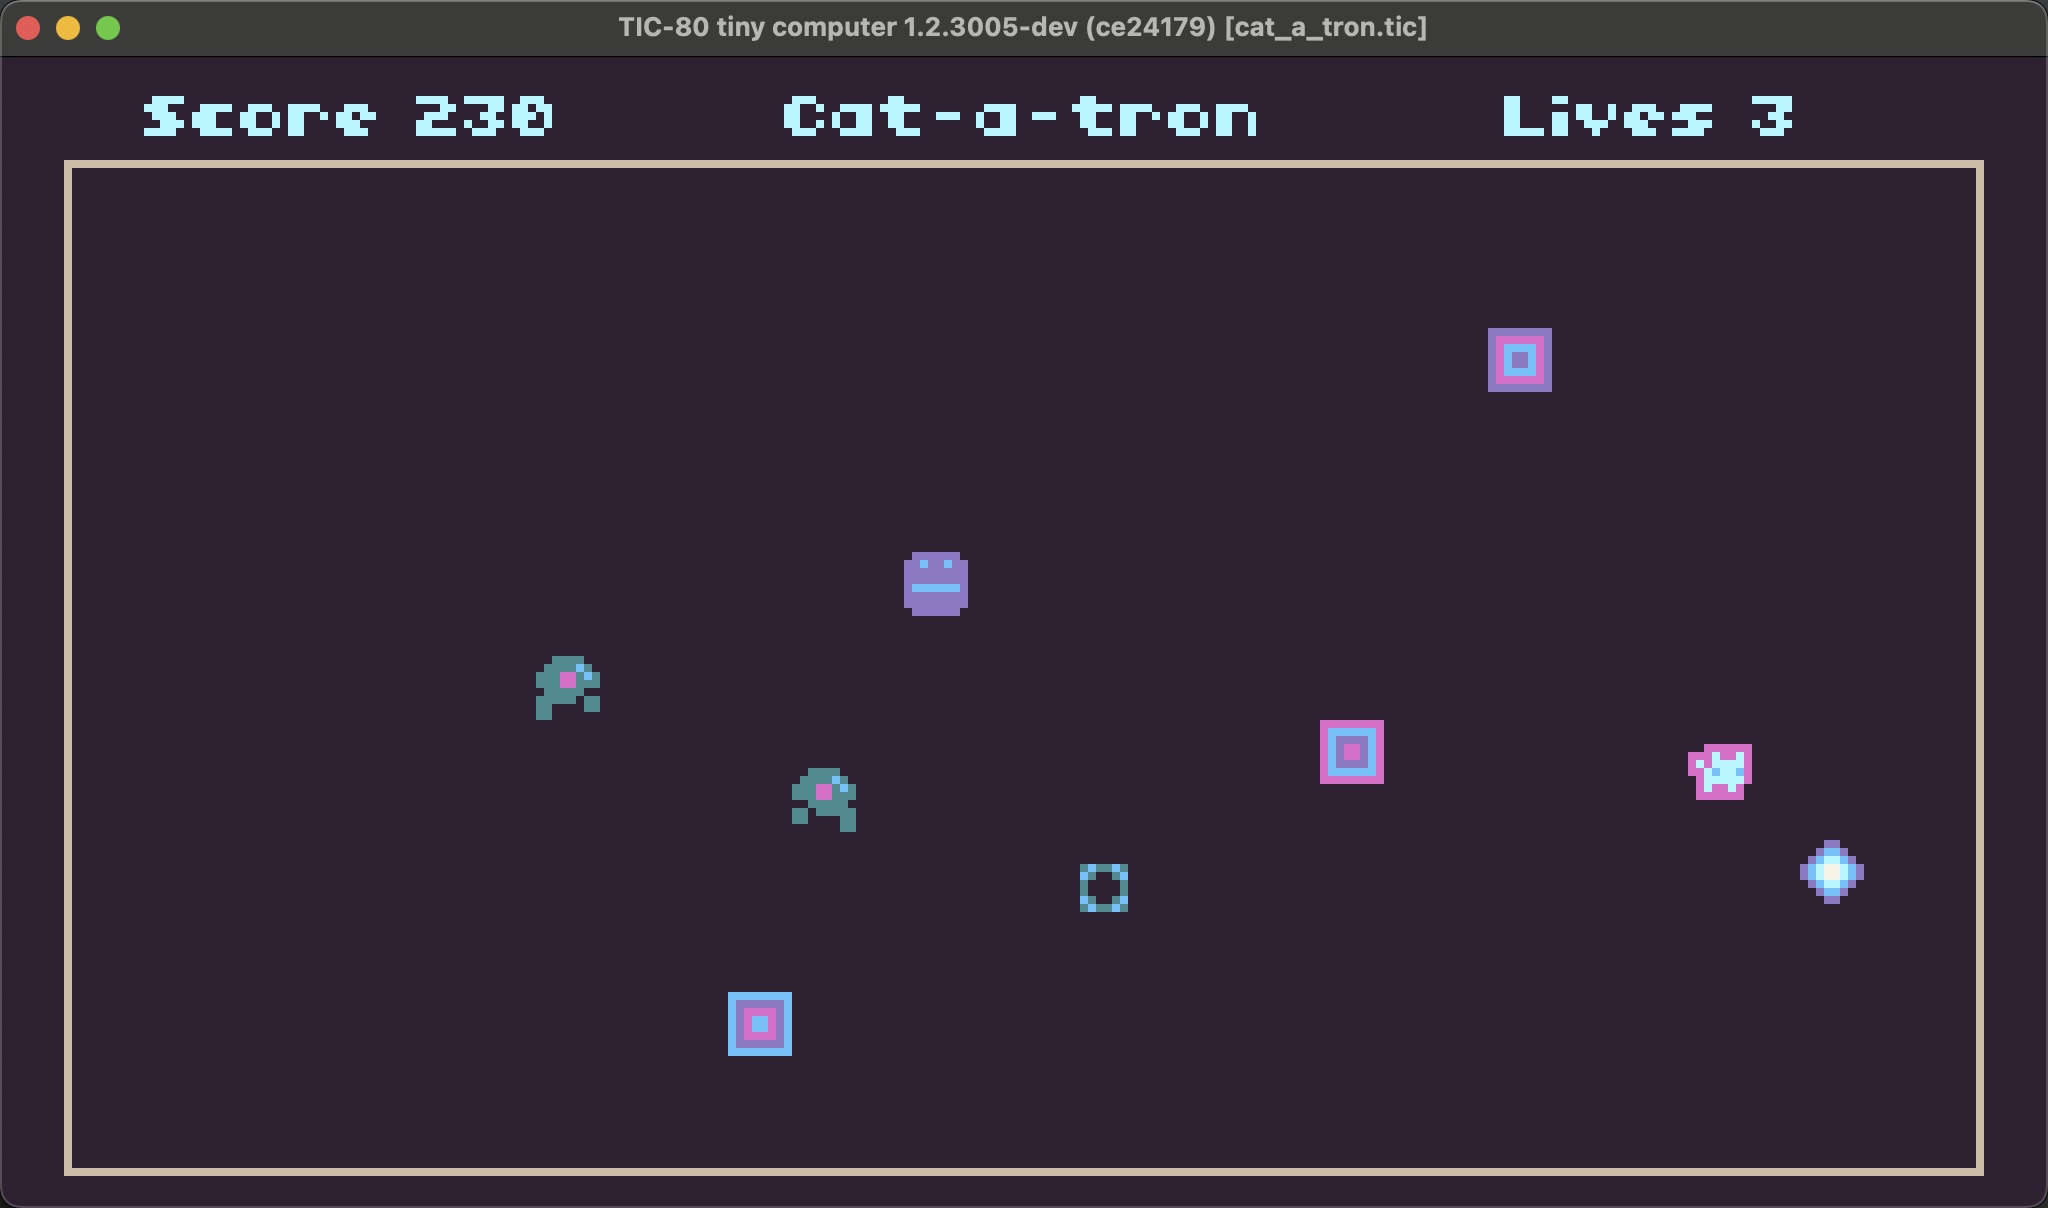 TIC-80 tiny computer 1.2.3005-dev (ce24179) [cat_a_tron.tic]
Score 230 Cat-a-tron Lives 3